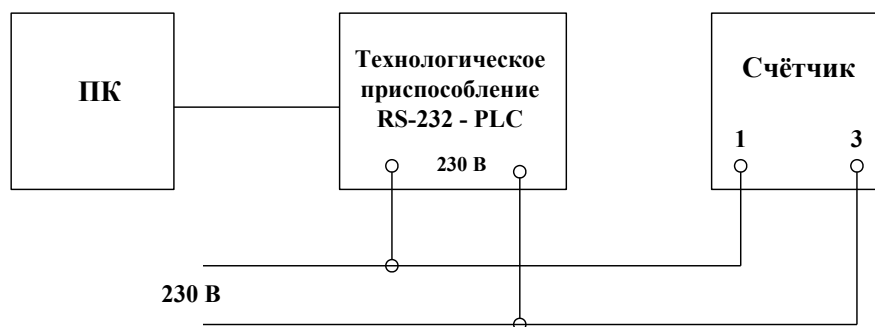 ПК
Технологическое
приспособление
RS-232 - PLC
230 В
Счётчик
1 3
230 В